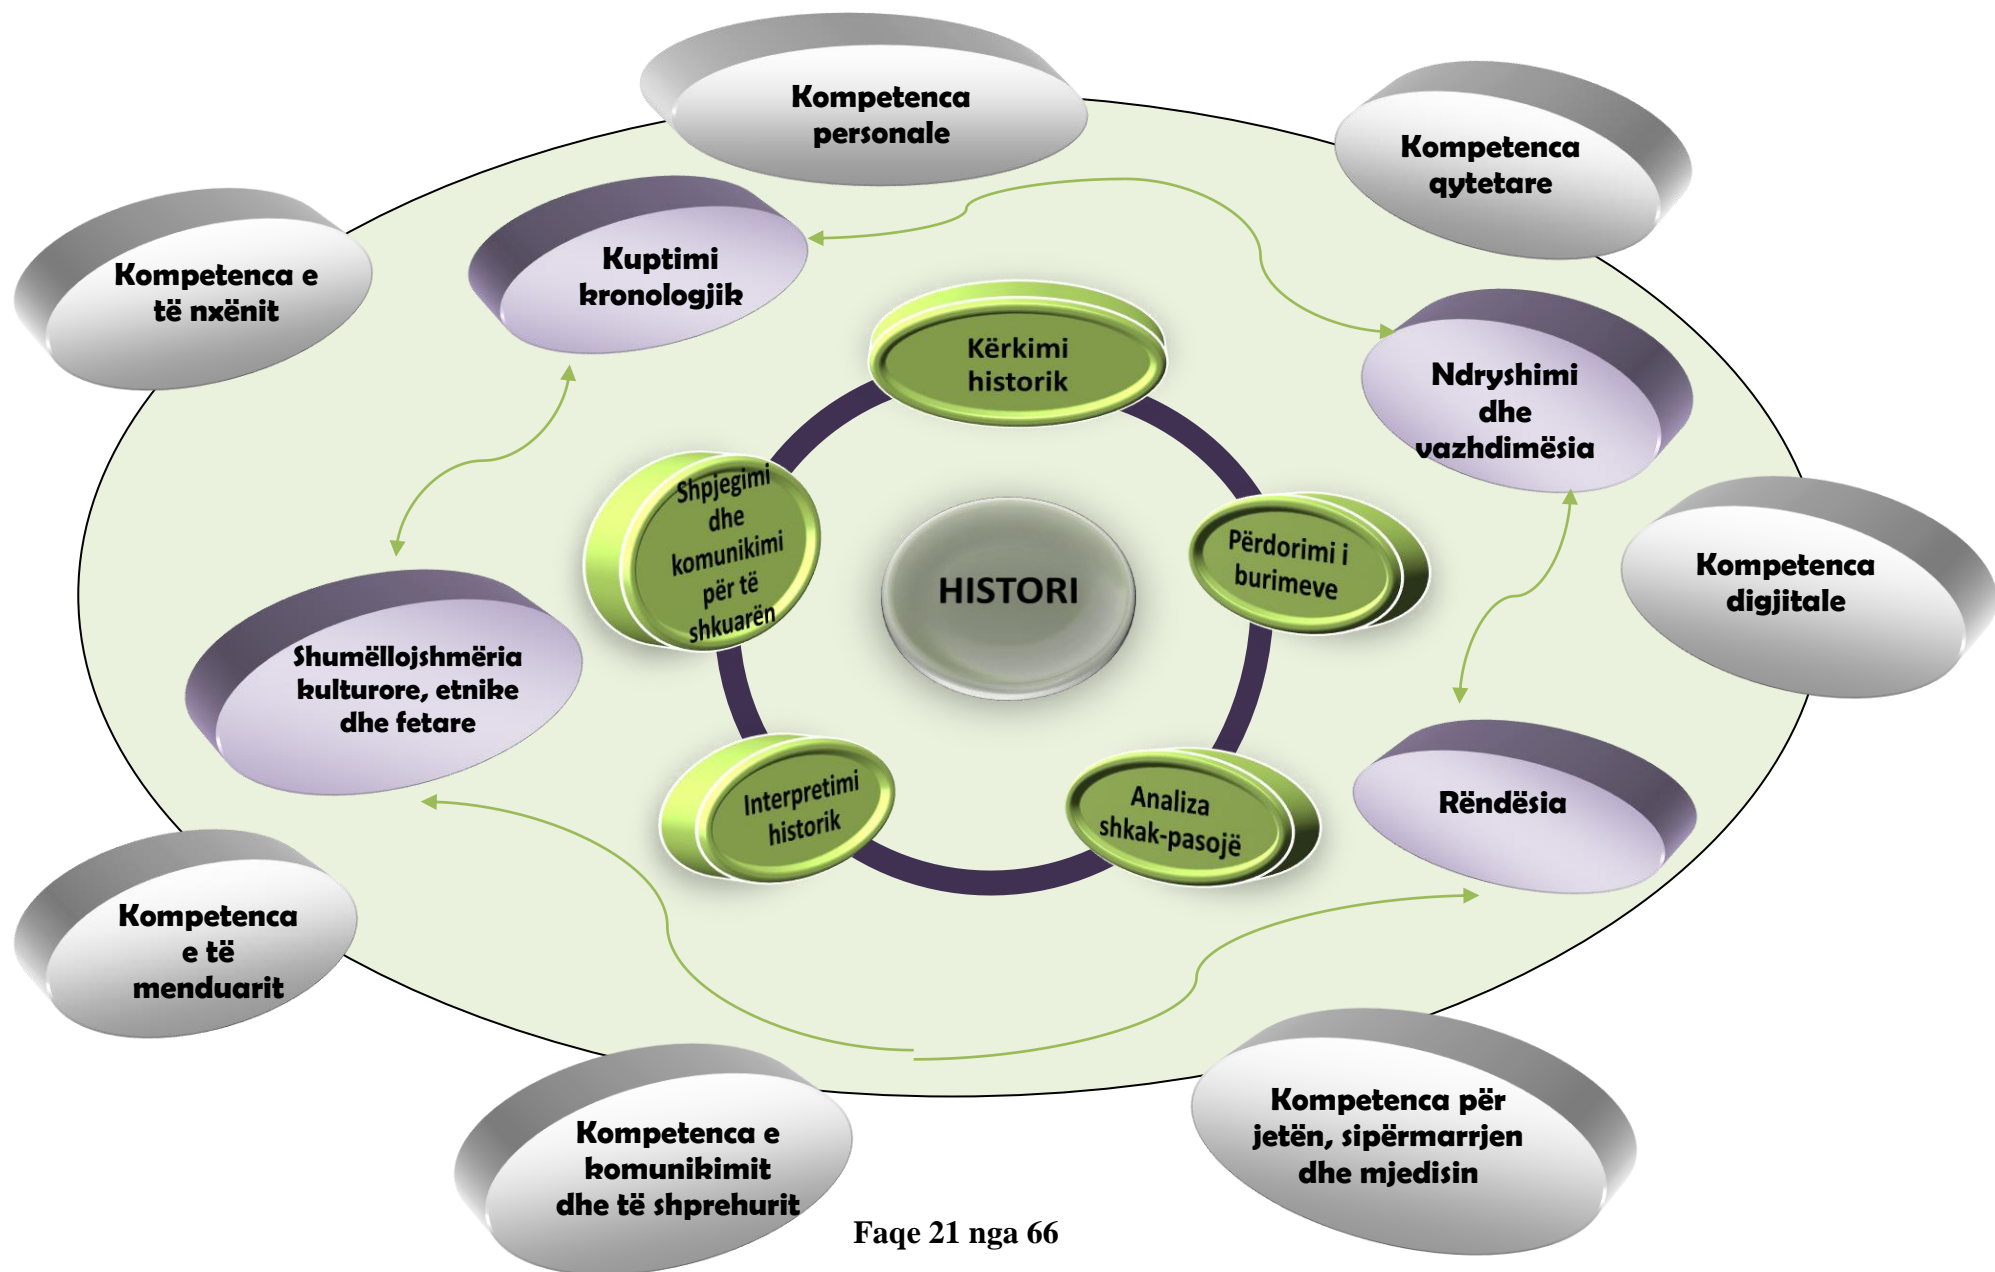 Kompetenca
personale
Kompetenca
qytetare
Kompetenca e
të nxënit
Kuptimi
kronologjik
Kërkimi
historik
Ndryshimi
dhe
vazhdimësia
Shpjegimi
dhe
komunikimi
për të
shkuarën
HISTORI
Përdorimi i
burimeve
Kompetenca
digjitale
Shumëllojshmëria
kulturore, etnike
dhe fetare
Interpretimi
historik
Analiza
shkak-pasojë
Rëndësia
Kompetenca
e të
menduarit
Kompetenca e
komunikimit
dhe të shprehurit
Kompetenca për
jetën, sipërmarrjen
dhe mjedisin
Faqe 21 nga 66